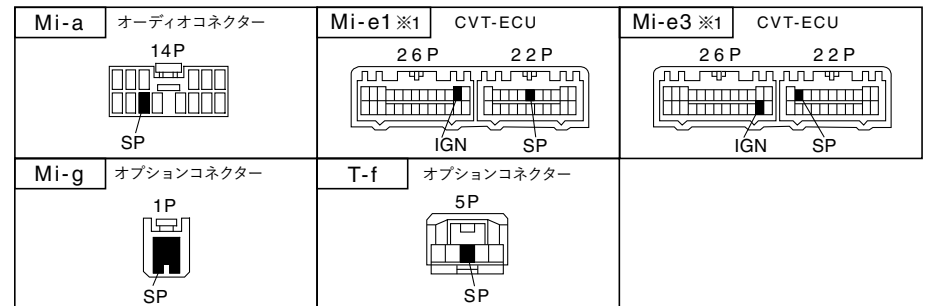 Mi-a オーディオコネクター
14P
SP
Mi-e1 ※1 CVT-ECU
26P 22P
IGN SP
Mi-e3 ※1 CVT-ECU
26P 22P
IGN SP
Mi-g オプションコネクター
1P
SP
T-f オプションコネクター
5P
SP